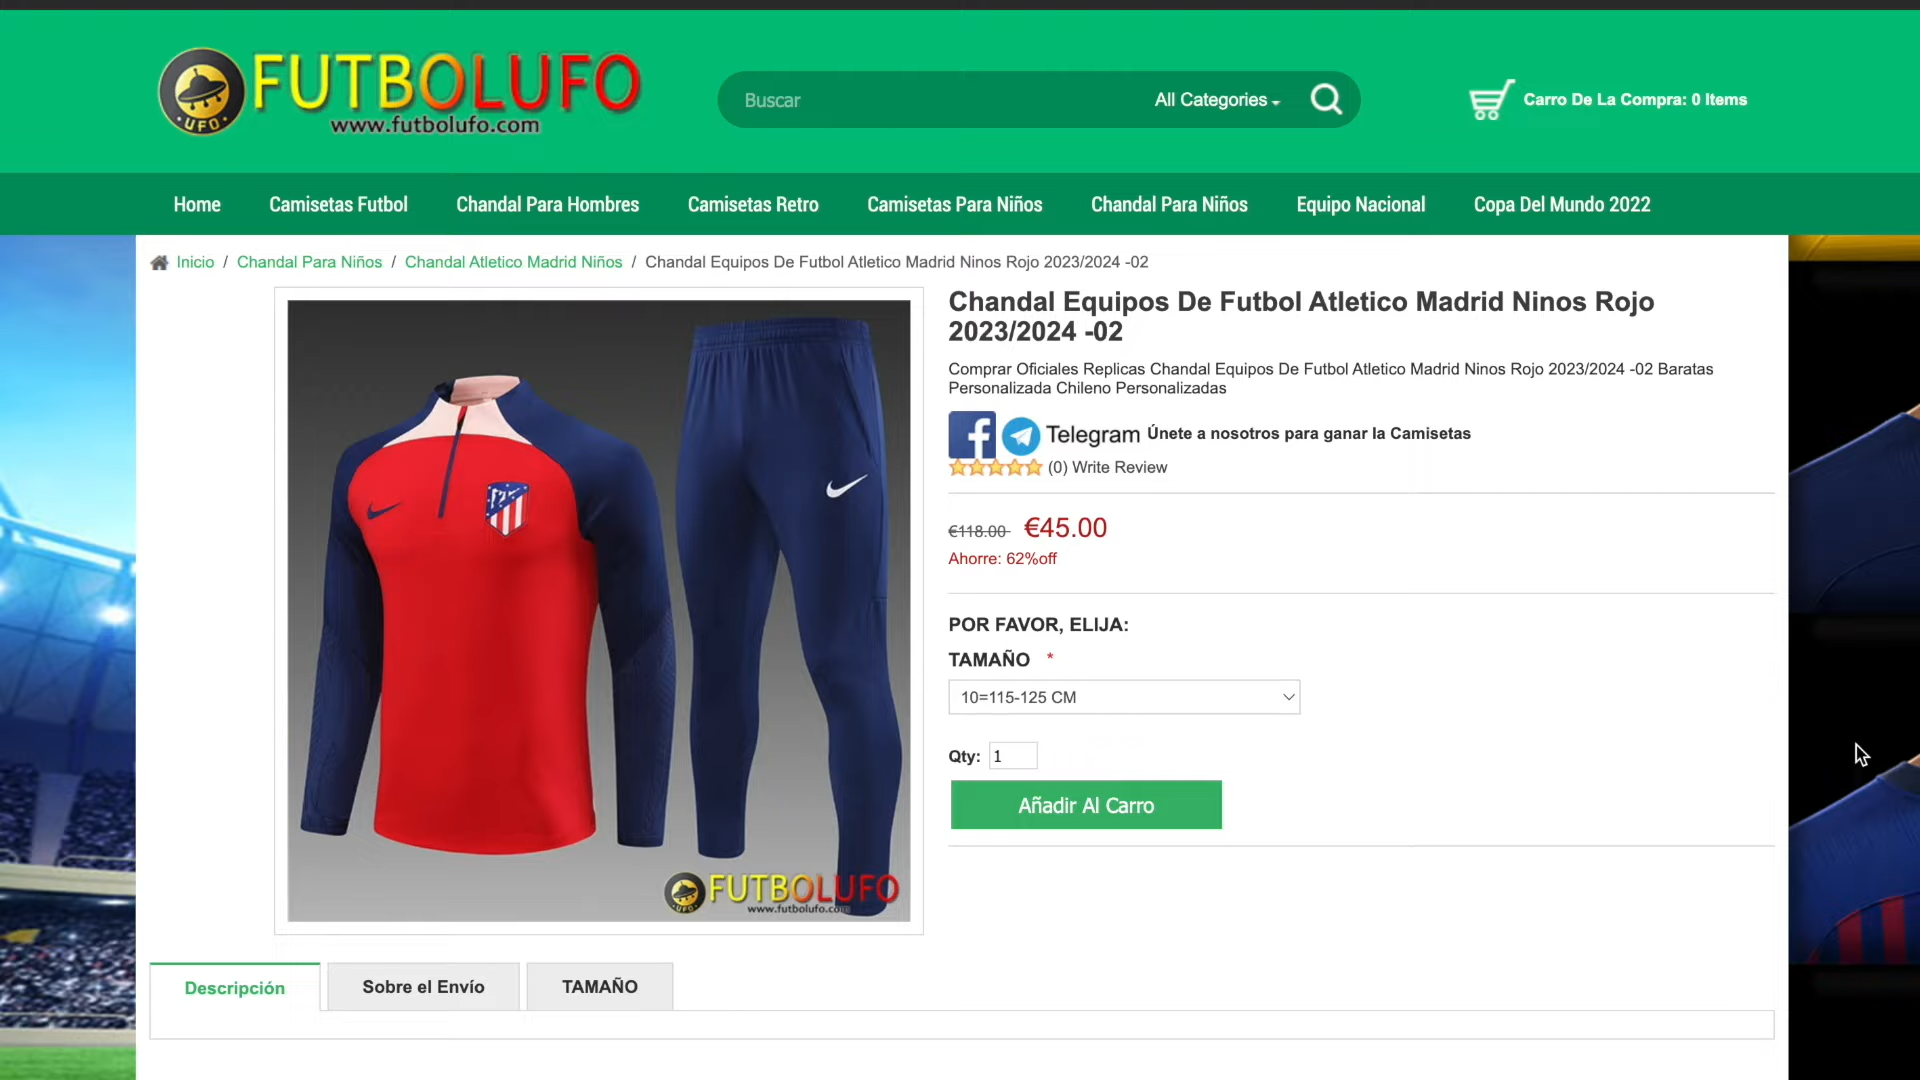 FUTBOLUFO
UFO
www.futbolufo.com
Buscar
All Categories
Carro De La Compra: 0 Items
Home
Camisetas Futbol
Chandal Para Hombres
Camisetas Retro
Camisetas Para Niños
Chandal Para Niños
Equipo Nacional
Copa Del Mundo 2022
Inicio / Chandal Para Niños / Chandal Atletico Madrid Niños / Chandal Equipos De Futbol Atletico Madrid Ninos Rojo 2023/2024 -02
Chandal Equipos De Futbol Atletico Madrid Ninos Rojo
2023/2024 -02
Comprar Oficiales Replicas Chandal Equipos De Futbol Atletico Madrid Ninos Rojo 2023/2024 -02 Baratas
Personalizada Chileno Personalizadas
Telegram Únete a nosotros para ganar la Camisetas
(0) Write Review
€118.00 €45.00
Ahorre: 62%off
POR FAVOR, ELIJA:
TAMAÑO *
10=115-125 CM
Qty: 1
Añadir Al Carro
FUTBOLUFO
UFO
www.futbolufo.com
Descripción
Sobre el Envío
TAMAÑO